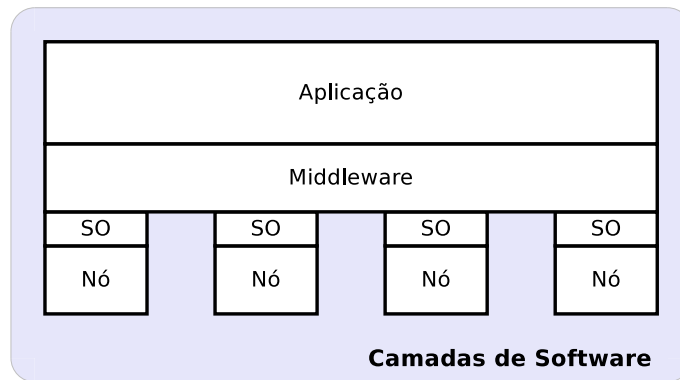 Aplicação
Middleware
SO SO SO SO
Nó Nó Nó Nó
Camadas de Software